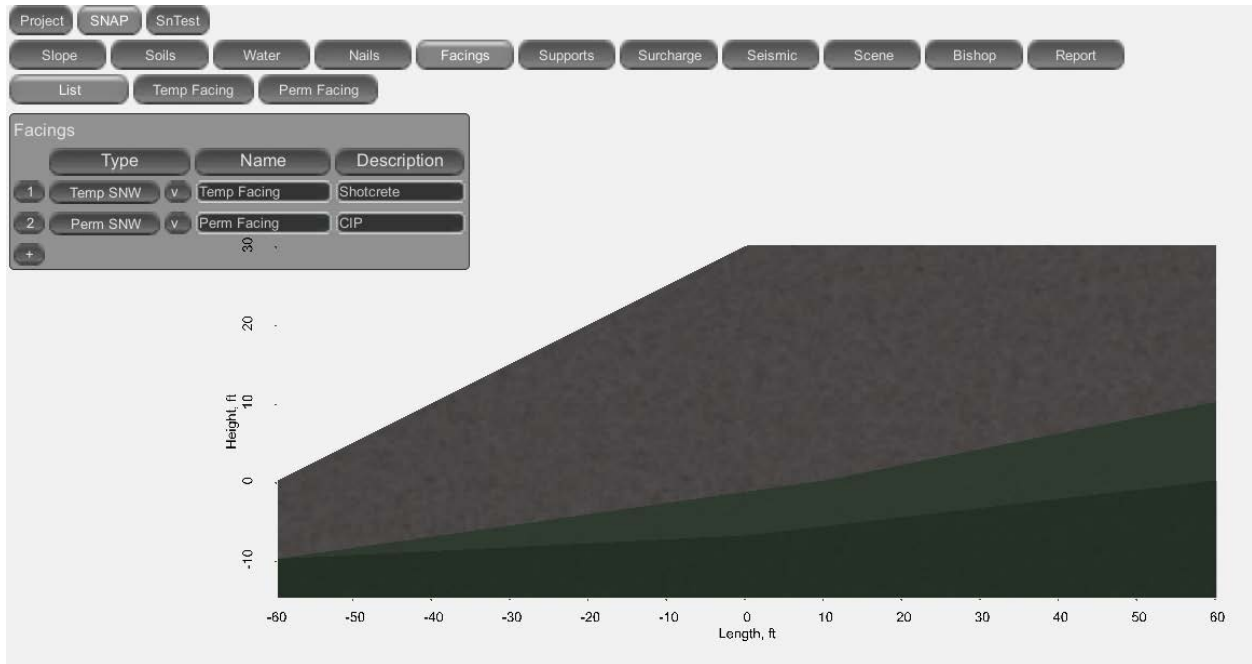 Project SNAP SnTest
Slope Soils Water Nails Facings Supports Surcharge Seismic Scene Bishop Report
List Temp Facing Perm Facing
Facings
Type Name Description
1 Temp SNW v Temp Facing Shotcrete
2 Perm SNW v Perm Facing CIP
+
30
20
10
0
-10
Height, ft
-60 -50 -40 -30 -20 -10 0 10 20 30 40 50 60
Length, ft